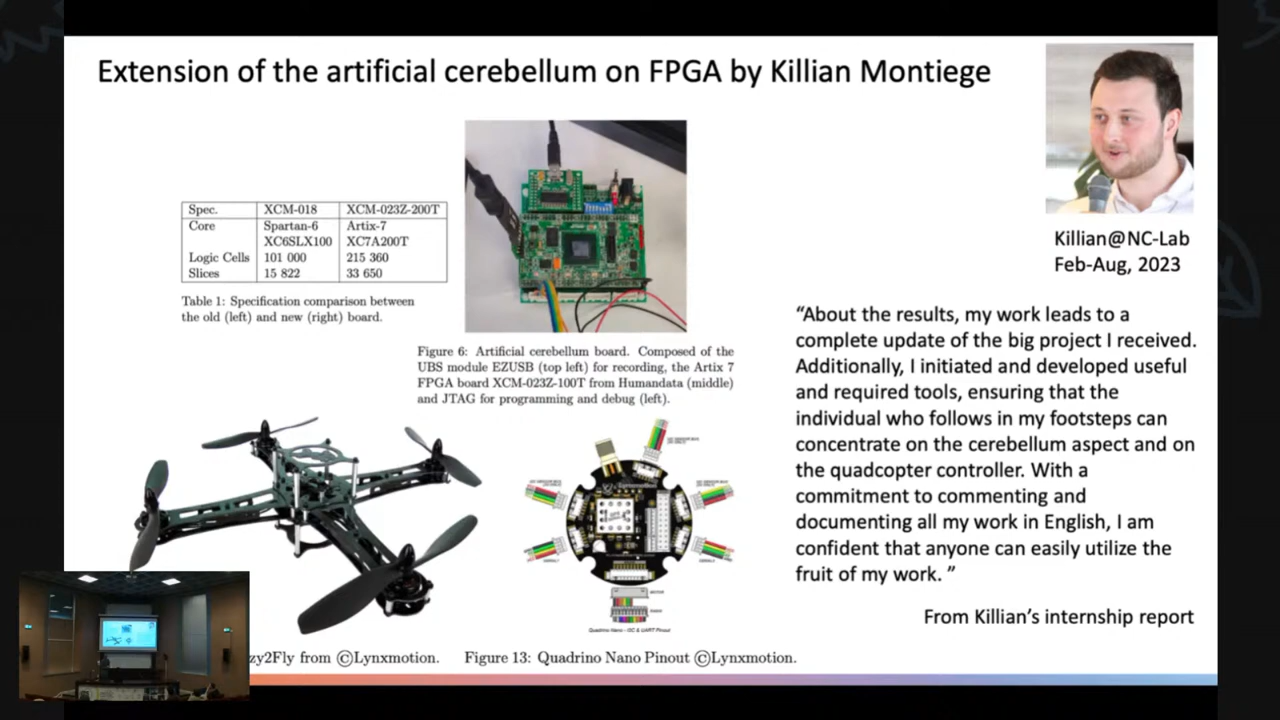 Extension of the artificial cerebellum on FPGA by Killian Montiege
Spec. XCM-018 XCM-023Z-200T
Core Spartan-6 Artix-7
XC6SLX100 XC7A200T
Logic Cells 101 000 215 360
Slices 15 822 33 650
Table 1: Specification comparison between
the old (left) and new (right) board.
Figure 6: Artificial cerebellum board. Composed of the
UBS module EZUSB (top left) for recording, the Artix 7
FPGA board XCM-023Z-100T from Humandata (middle)
and JTAG for programming and debug (left).
Killian@NC-Lab
Feb-Aug, 2023
“About the results, my work leads to a
complete update of the big project I received.
Additionally, I initiated and developed useful
and required tools, ensuring that the
individual who follows in my footsteps can
concentrate on the cerebellum aspect and on
the quadcopter controller. With a
commitment to commenting and
documenting all my work in English, I am
confident that anyone can easily utilize the
fruit of my work. ”
From Killian’s internship report
Quadrino Nano - I2C & UART Pinout
zy2Fly from ©Lynxmotion.
Figure 13: Quadrino Nano Pinout ©Lynxmotion.